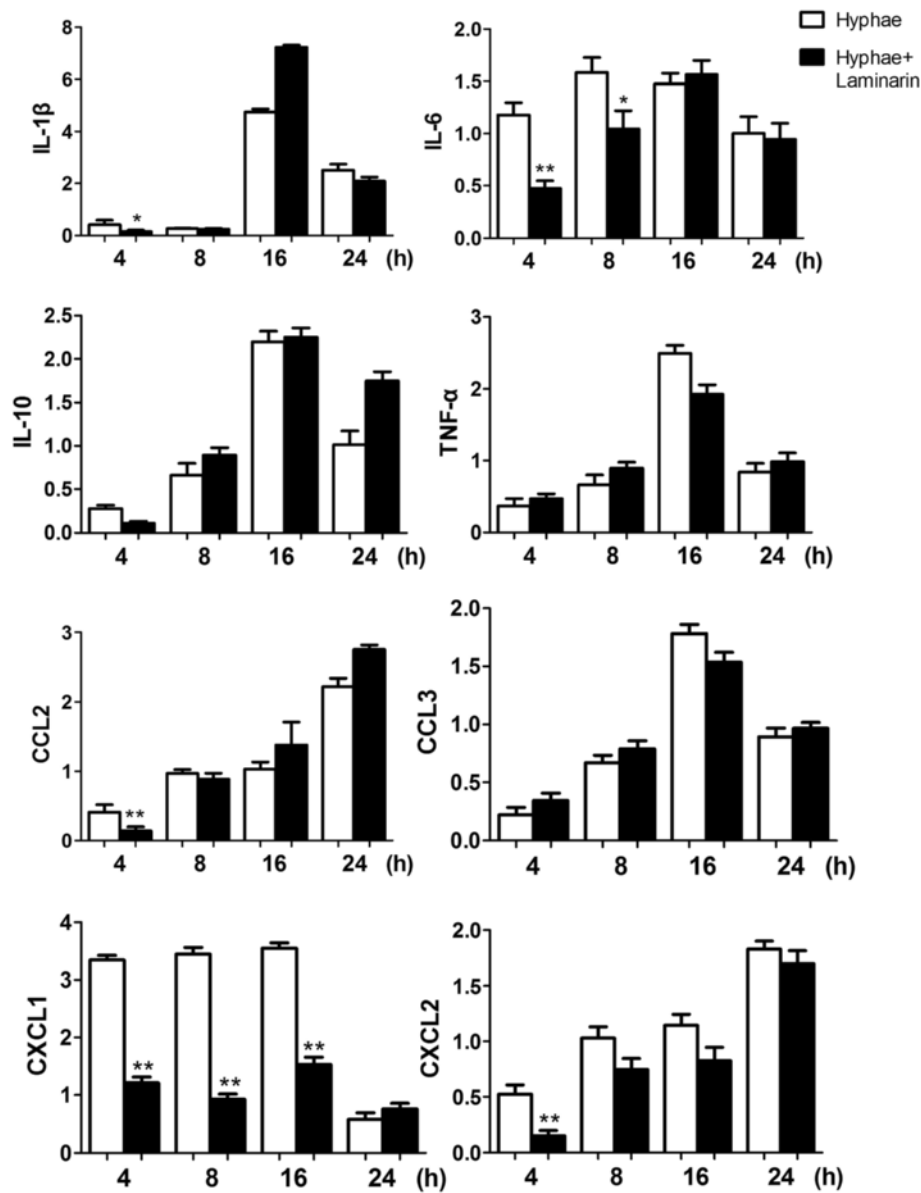 Hyphae
Hyphae+
Laminarin
IL-1β
8
6
4
2
0
*
4 8 16 24 (h)
IL-6
2.0
1.5
1.0
0.5
0.0
**
*
4 8 16 24 (h)
IL-10
2.5
2.0
1.5
1.0
0.5
0.0
4 8 16 24 (h)
TNF-α
3
2
1
0
4 8 16 24 (h)
CCL2
3
2
1
0
**
4 8 16 24 (h)
CCL3
2.0
1.5
1.0
0.5
0.0
4 8 16 24 (h)
CXCL1
4
3
2
1
0
** ** **
4 8 16 24 (h)
CXCL2
2.0
1.5
1.0
0.5
0.0
**
4 8 16 24 (h)